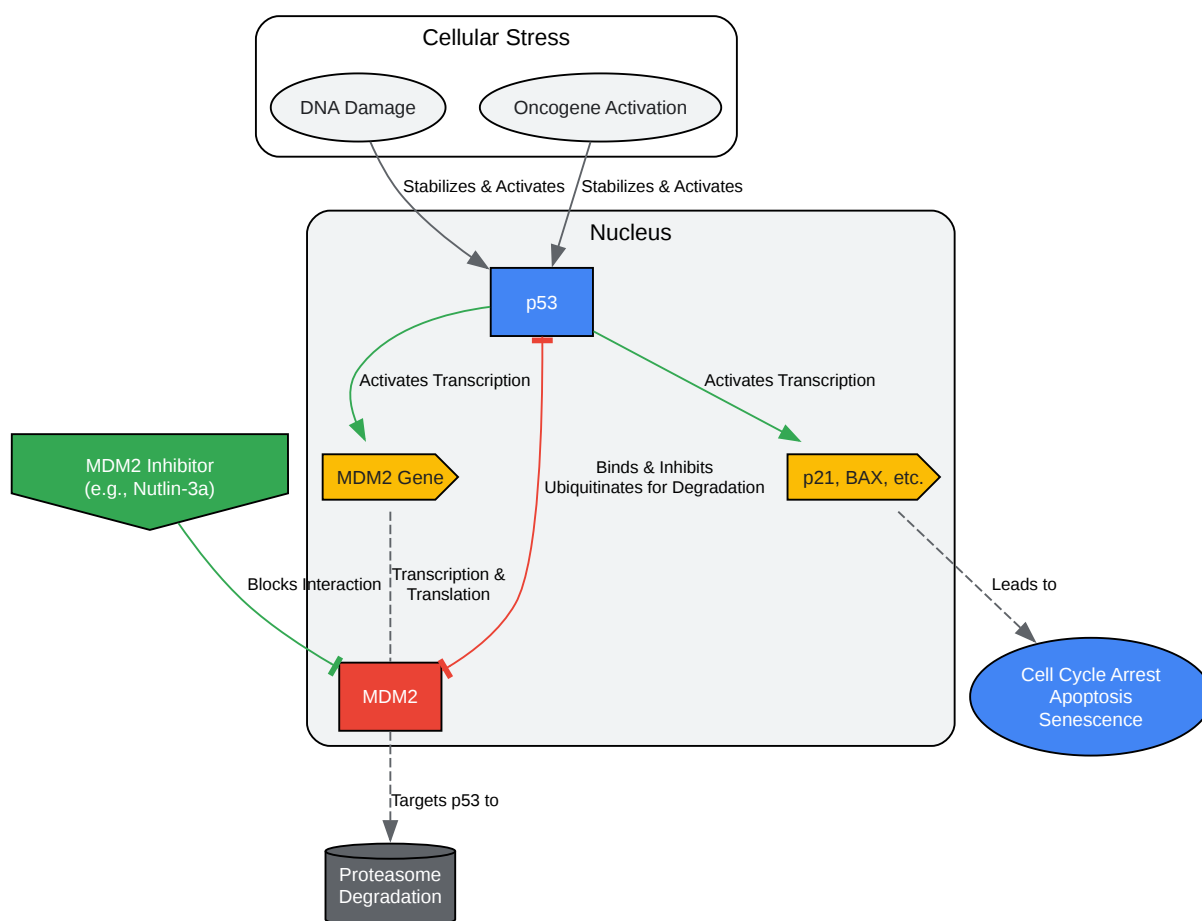 Cellular Stress
DNA Damage
Oncogene Activation
Stabilizes & Activates
Stabilizes & Activates
Nucleus
p53
Activates Transcription
Activates Transcription
MDM2 Inhibitor
(e.g., Nutlin-3a)
MDM2 Gene
Binds & Inhibits
Ubiquitinates for Degradation
p21, BAX, etc.
Blocks Interaction
Transcription &
Translation
Leads to
MDM2
Cell Cycle Arrest
Apoptosis
Senescence
Targets p53 to
Proteasome
Degradation